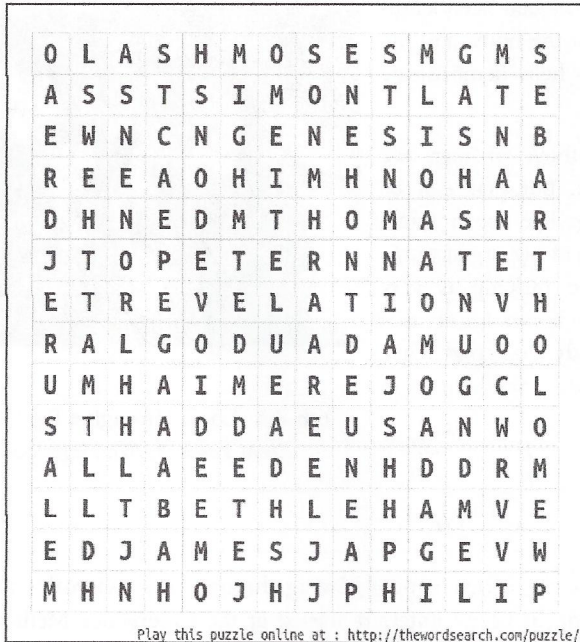 O L A S H M O S E S M G M S
A S S T S I M O N T L A T E
E W N C N G E N E S I S N B
R E E A O H I M H N O H A A
D H N E D M T H O M A S N R
J T O P E T E R N N A T E T
E T R E V E L A T I O N V H
R A L G O D U A D A M U O O
U M H A I M E R E J O G C L
S T H A D D A E U S A N W O
A L L A E E D E N H D D R M
L L T B E T H L E H A M V E
E D J A M E S J A P G E V W
M H N H O J H J P H I L I P
Play this puzzle online at : http://thewordsearch.com/puzzle/